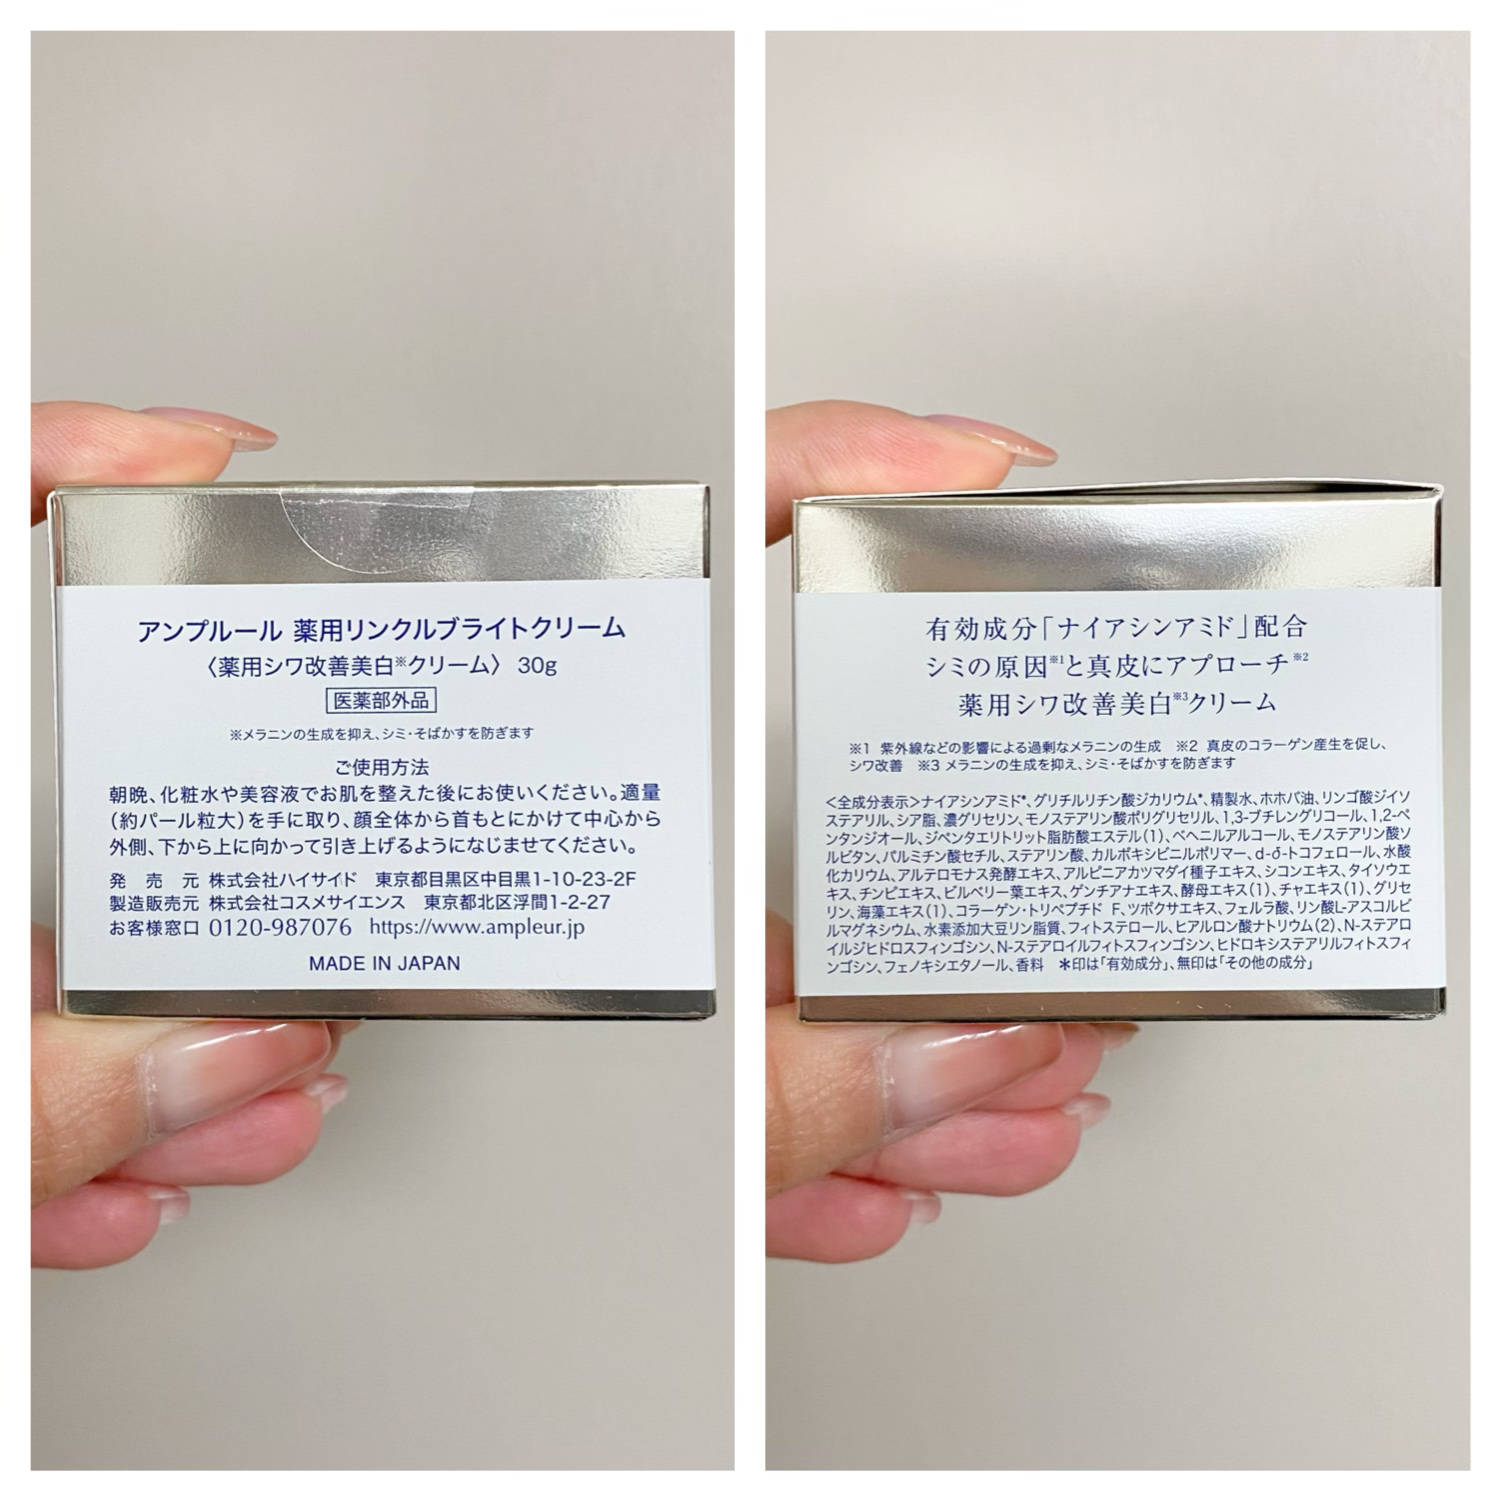 アンプルール 薬用リンクルブライトクリーム
〈薬用シワ改善美白※クリーム〉 30g
医薬部外品
※メラニンの生成を抑え、シミ・そばかすを防ぎます
ご使用方法
朝晩、化粧水や美容液でお肌を整えた後にお使いください。適量
（約パール粒大）を手に取り、顔全体から首もとにかけて中心から
外側、下から上に向かって引き上げるようになじませてください。
発 売 元 株式会社ハイサイド 東京都目黒区中目黒1-10-23-2F
製造販売元 株式会社コスメサイエンス 東京都北区浮間1-2-27
お客様窓口 0120-987076 https://www.ampleur.jp
MADE IN JAPAN
有効成分「ナイアシンアミド」配合
シミの原因※1と真皮にアプローチ※2
薬用シワ改善美白※3クリーム
※1 紫外線などの影響による過剰なメラニンの生成 ※2 真皮のコラーゲン産生を促し、
シワ改善 ※3 メラニンの生成を抑え、シミ・そばかすを防ぎます
＜全成分表示＞ナイアシンアミド*、グリチルリチン酸ジカリウム*、精製水、ホホバ油、リンゴ酸ジイソ
ステアリル、シア脂、濃グリセリン、モノステアリン酸ポリグリセリル、1,3-ブチレングリコール、1,2-ペ
ンタンジオール、ジペンタエリトリット脂肪酸エステル(1)、ベヘニルアルコール、モノステアリン酸ソ
ルビタン、パルミチン酸セチル、ステアリン酸、カルボキシビニルポリマー、d-δ-トコフェロール、水酸
化カリウム、アルテロモナス発酵エキス、アルピニアカツマダイ種子エキス、シコンエキス、タイソウエ
キス、チンピエキス、ビルベリー葉エキス、ゲンチアナエキス、酵母エキス(1)、チャエキス(1)、グリセ
リン、海藻エキス(1)、コラーゲン・トリペプチド F、ツボクサエキス、フェルラ酸、リン酸L-アスコルビ
ルマグネシウム、水素添加大豆リン脂質、フィトステロール、ヒアルロン酸ナトリウム(2)、N-ステアロ
イルジヒドロスフィンゴシン、N-ステアロイルフィトスフィンゴシン、ヒドロキシステアリルフィトスフィ
ンゴシン、フェノキシエタノール、香料 ＊印は「有効成分」、無印は「その他の成分」